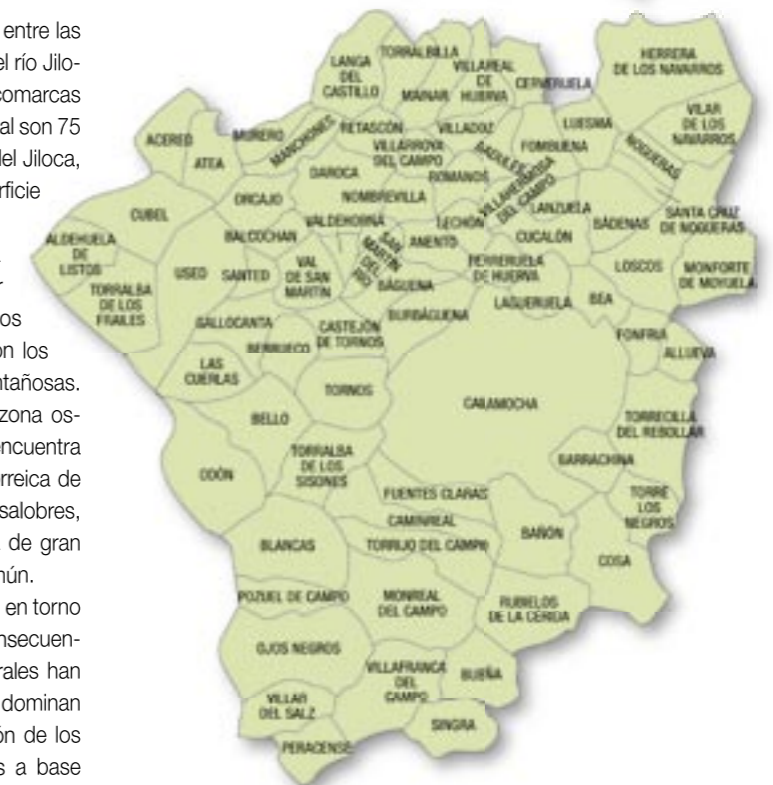 entre las
el río Jilo-
comarcas
al son 75
del Jiloca,
rficie
os
on los
ntañosas.
zona os-
encuentra
orreica de
salobres,
de gran
mún.
en torno
nsecuen-
rales han
dominan
ón de los
s a base
LANGA
DEL
CASTILLO
TORRALBILLA
MAINAR
VILLAREAL
DE
HUERVA
CERVERUELA
HERRERA
DE LOS NAVARROS
VILAR
DE LOS
NAVARROS
ACERED
ATEA
MURERO
MANCHONES
RETASCÓN
VILLADOZ
LUESMA
FOMBUENA
NOGUERAS
VILLARROYA
DEL CAMPO
BADULES
DAROCA
ROMANOS
VILLAHERMOSA
DEL CAMPO
ORCAJO
NOMBREVILLA
LANZUELA
CUBEL
VALDEHORNA
LECHÓN
BÁDENAS
SANTA CRUZ
DE NOGUERAS
ALDEHUELA
DE
LISTOS
BALCOCHAN
SAN
MARTIN
DEL
RIO
ANENTO
CUCALÓN
USED
SANTED
VAL
DE SAN
MARTIN
FERRERUELA
DE HUERVA
LOSCOS
MONFORTE
DE MOYUELA
TORRALBA
DE LOS
FRAILES
BÁGUENA
LAGUERUELA
BEA
GALLOCANTA
CASTEJÓN
DE TORNOS
BURBÁGUENA
BERRUECO
FONFRIA
ALLUEVA
LAS
CUERLAS
TORNOS
CALAMOCHA
BELLO
TORRECILLA
DEL REBOLLAR
ODÓN
TORRALBA
DE LOS
SISONES
BARRACHINA
FUENTES CLARAS
TORRE
LOS
NEGROS
CAMINREAL
BAÑÓN
BLANCAS
TORRIJO DEL CAMPO
COSA
POZUEL DE CAMPO
MONREAL
DEL CAMPO
RUBIELOS
DE LA CERIDA
OJOS NEGROS
VILLAFRANCA
DEL
CAMPO
BUEÑA
VILLAR
DEL SALZ
SINGRA
PERACENSE